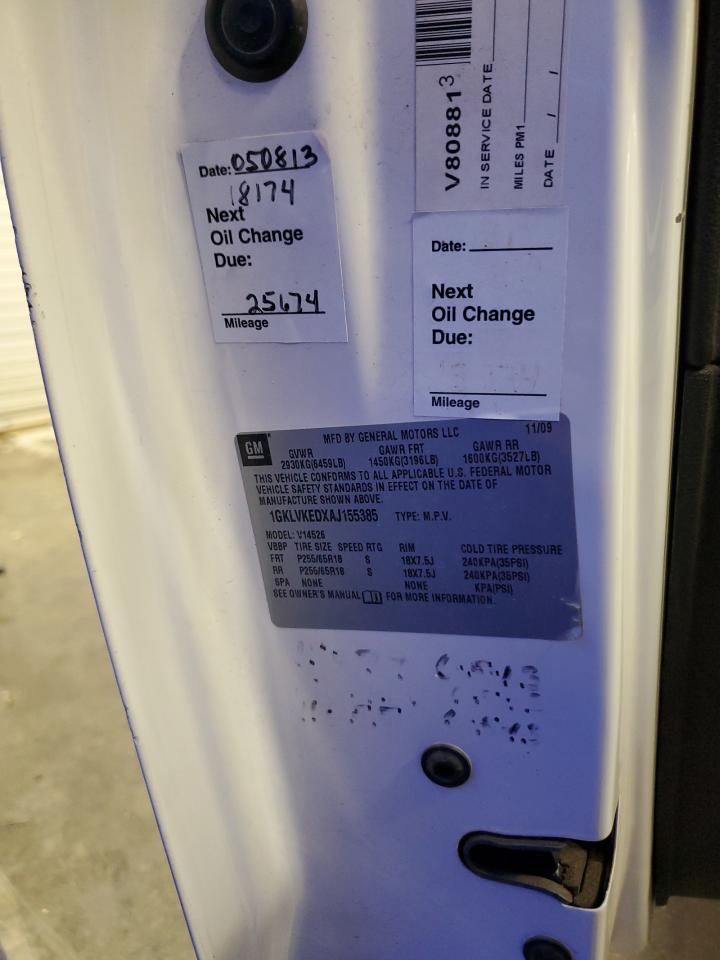 V808813
IN SERVICE DATE
MILES PM1
DATE / /
Date: 050813
18174
Next
Oil Change
Due:
25674
Mileage
Date:
Next
Oil Change
Due:
Mileage
GM
MFD BY GENERAL MOTORS LLC 11/09
GVWR GAWR FRT GAWR RR
2930KG(6459LB) 1450KG(3196LB) 1600KG(3527LB)
THIS VEHICLE CONFORMS TO ALL APPLICABLE U.S. FEDERAL MOTOR
VEHICLE SAFETY STANDARDS IN EFFECT ON THE DATE OF
MANUFACTURE SHOWN ABOVE.
1GKLVKEDXAJ155385 TYPE: M.P.V.
MODEL: V14526
VBBP TIRE SIZE SPEED RTG RIM COLD TIRE PRESSURE
FRT P255/65R18 S 18X7.5J 240KPA(35PSI)
RR P255/65R18 S 18X7.5J 240KPA(35PSI)
SPA NONE NONE KPA(PSI)
SEE OWNER'S MANUAL FOR MORE INFORMATION.